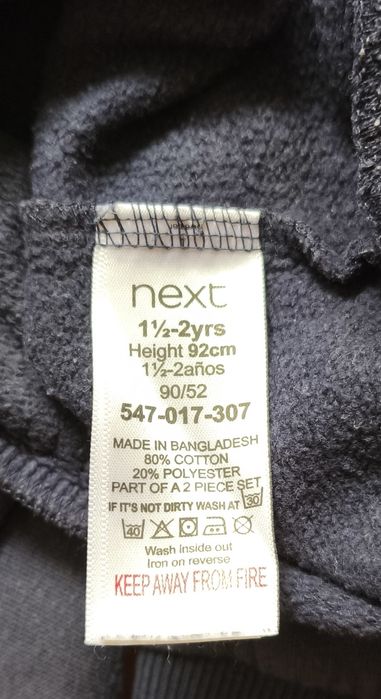 next
1½-2yrs
Height 92cm
1½-2años
90/52
547-017-307
MADE IN BANGLADESH
80% COTTON
20% POLYESTER
PART OF A 2 PIECE SET
IF IT'S NOT DIRTY WASH AT 30
40
Wash inside out
Iron on reverse
KEEP AWAY FROM FIRE